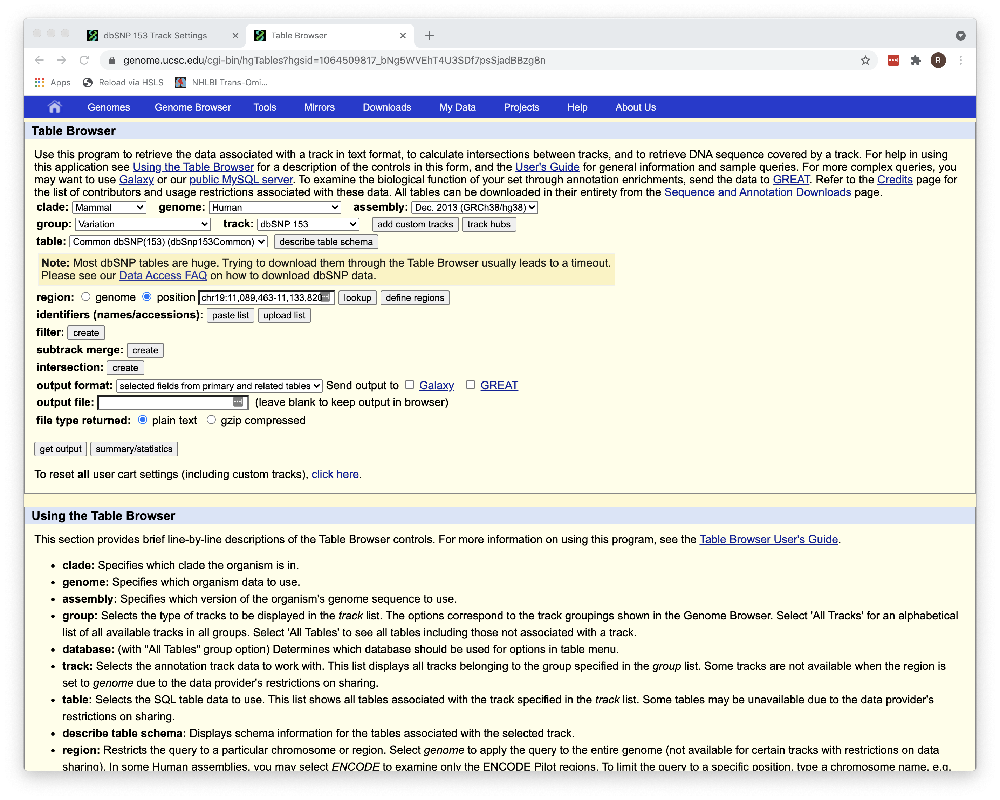 dbSNP 153 Track Settings
Table Browser
genome.ucsc.edu/cgi-bin/hgTables?hgsid=1064509817_bNg5WVEhT4U3SDf7psSjadBBzg8n
R
Apps
Reload via HSLS
NHLBI Trans-Omi...
Genomes
Genome Browser
Tools
Mirrors
Downloads
My Data
Projects
Help
About Us
Table Browser
Use this program to retrieve the data associated with a track in text format, to calculate intersections between tracks, and to retrieve DNA sequence covered by a track. For help in using
this application see Using the Table Browser for a description of the controls in this form, and the User's Guide for general information and sample queries. For more complex queries, you
may want to use Galaxy or our public MySQL server. To examine the biological function of your set through annotation enrichments, send the data to GREAT. Refer to the Credits page for
the list of contributors and usage restrictions associated with these data. All tables can be downloaded in their entirety from the Sequence and Annotation Downloads page.
clade: Mammal genome: Human assembly: Dec. 2013 (GRCh38/hg38)
group: Variation track: dbSNP 153 add custom tracks track hubs
table: Common dbSNP(153) (dbSnp153Common) describe table schema
Note: Most dbSNP tables are huge. Trying to download them through the Table Browser usually leads to a timeout.
Please see our Data Access FAQ on how to download dbSNP data.
region: genome position chr19:11,089,463-11,133,820 lookup define regions
identifiers (names/accessions): paste list upload list
filter: create
subtrack merge: create
intersection: create
output format: selected fields from primary and related tables Send output to Galaxy GREAT
output file: (leave blank to keep output in browser)
file type returned: plain text gzip compressed
get output summary/statistics
To reset all user cart settings (including custom tracks), click here.
Using the Table Browser
This section provides brief line-by-line descriptions of the Table Browser controls. For more information on using this program, see the Table Browser User's Guide.
• clade: Specifies which clade the organism is in.
• genome: Specifies which organism data to use.
• assembly: Specifies which version of the organism's genome sequence to use.
• group: Selects the type of tracks to be displayed in the track list. The options correspond to the track groupings shown in the Genome Browser. Select 'All Tracks' for an alphabetical
list of all available tracks in all groups. Select 'All Tables' to see all tables including those not associated with a track.
• database: (with "All Tables" group option) Determines which database should be used for options in table menu.
• track: Selects the annotation track data to work with. This list displays all tracks belonging to the group specified in the group list. Some tracks are not available when the region is
set to genome due to the data provider's restrictions on sharing.
• table: Selects the SQL table data to use. This list shows all tables associated with the track specified in the track list. Some tables may be unavailable due to the data provider's
restrictions on sharing.
• describe table schema: Displays schema information for the tables associated with the selected track.
• region: Restricts the query to a particular chromosome or region. Select genome to apply the query to the entire genome (not available for certain tracks with restrictions on data
sharing). In some Human assemblies, you may select ENCODE to examine only the ENCODE Pilot regions. To limit the query to a specific position, type a chromosome name, e.g.